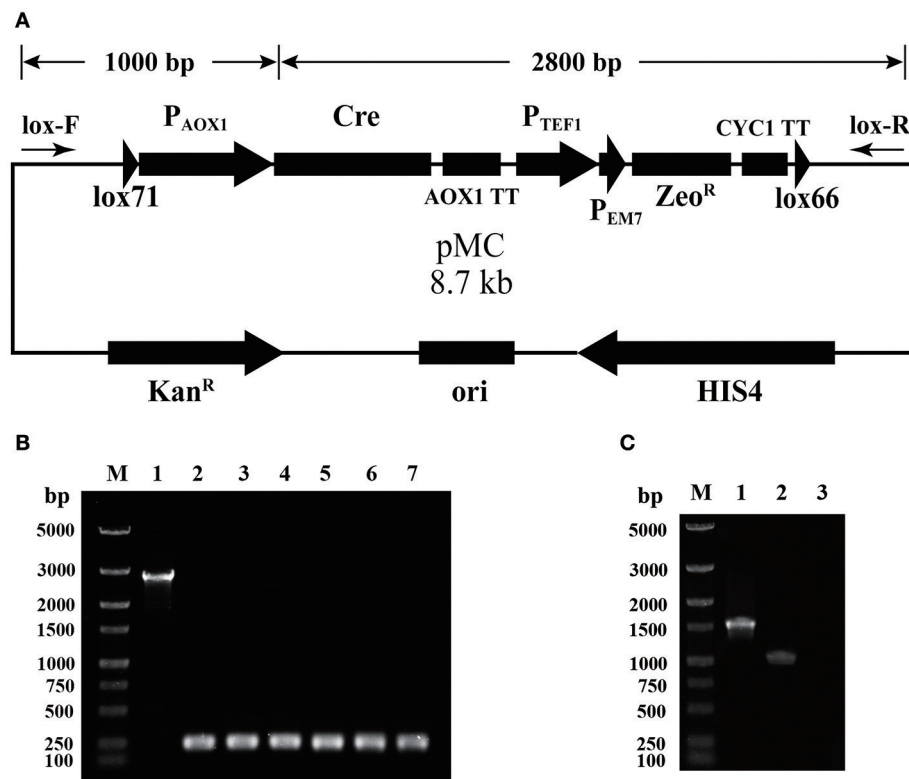 A
1000 bp 2800 bp
lox-F PAOX1 Cre PTEF1 CYC1 TT lox-R
lox71 AOX1 TT PEM7 ZeoR lox66
pMC
8.7 kb
KanR ori HIS4
B
M 1 2 3 4 5 6 7
bp
5000
3000
2000
1500
1000
750
500
250
100
C
M 1 2 3
bp
5000
3000
2000
1500
1000
750
500
250
100